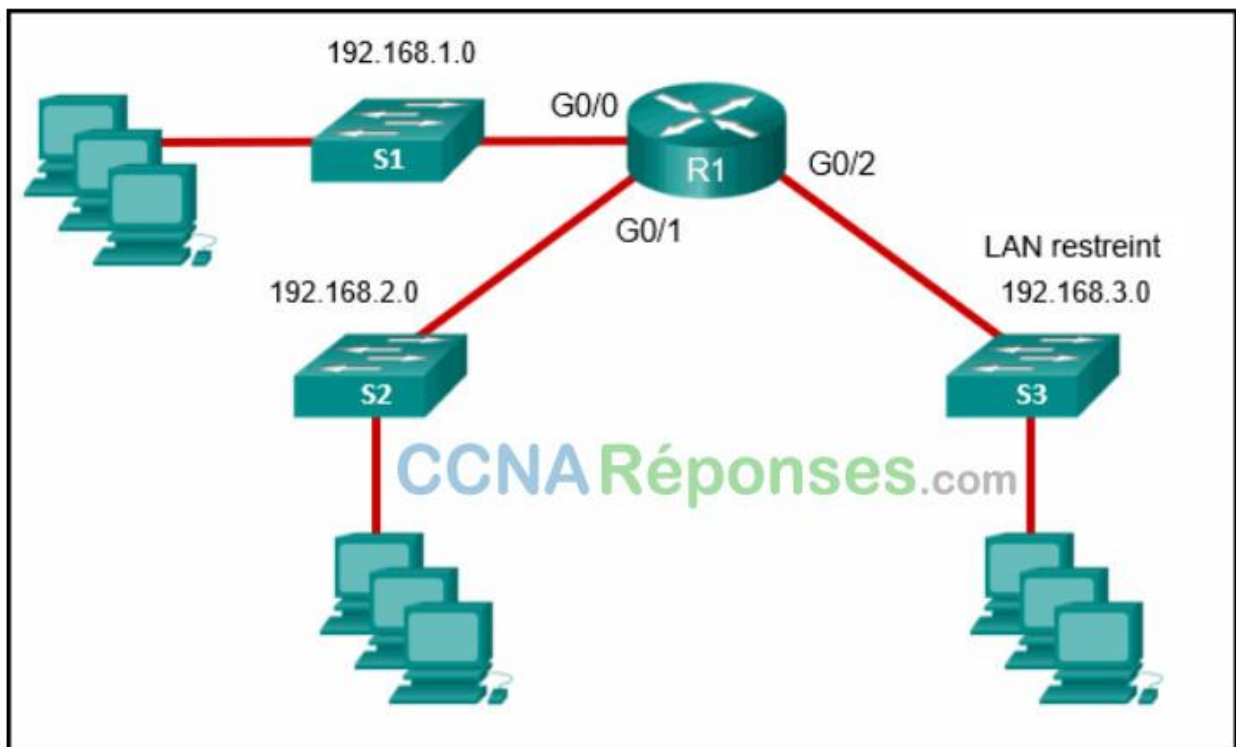 192.168.1.0
G0/0
S1
R1
G0/2
G0/1
LAN restreint
192.168.2.0
192.168.3.0
S2
S3
CCNARéponses.com